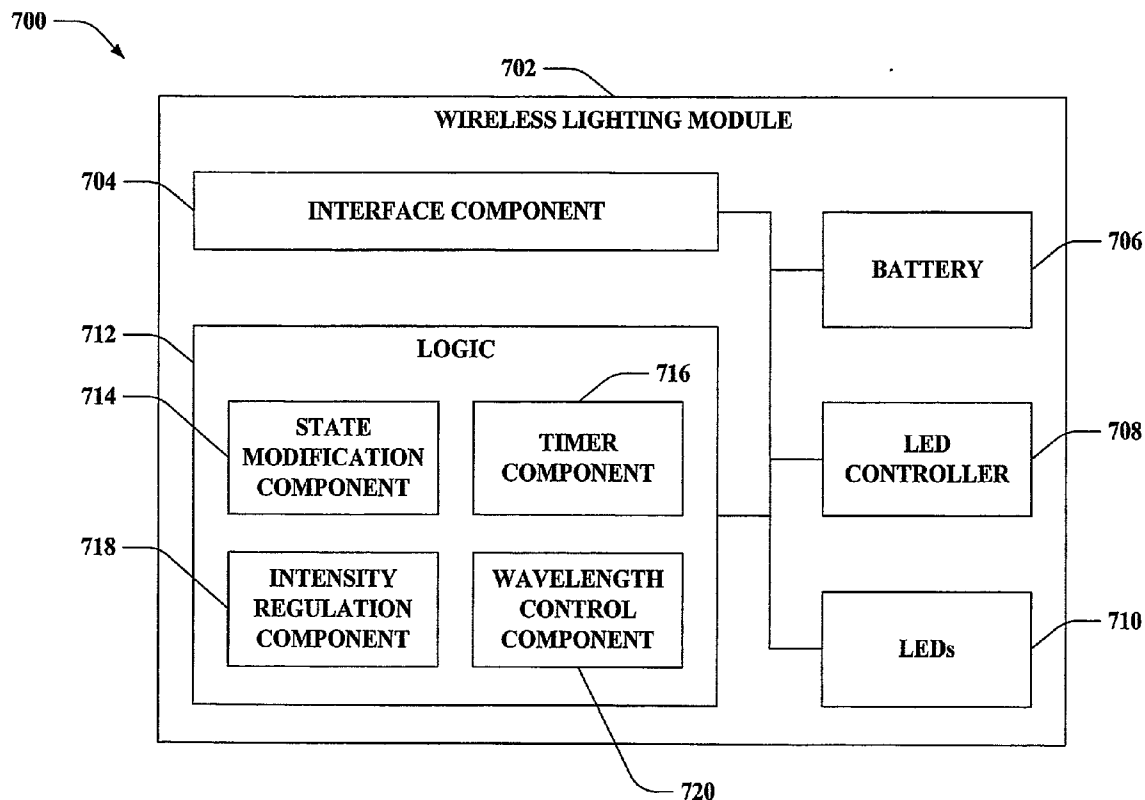 700
702
WIRELESS LIGHTING MODULE
704
INTERFACE COMPONENT
706
BATTERY
712
LOGIC
714
STATE
MODIFICATION
COMPONENT
716
TIMER
COMPONENT
708
LED
CONTROLLER
718
INTENSITY
REGULATION
COMPONENT
WAVELENGTH
CONTROL
COMPONENT
710
LEDs
720